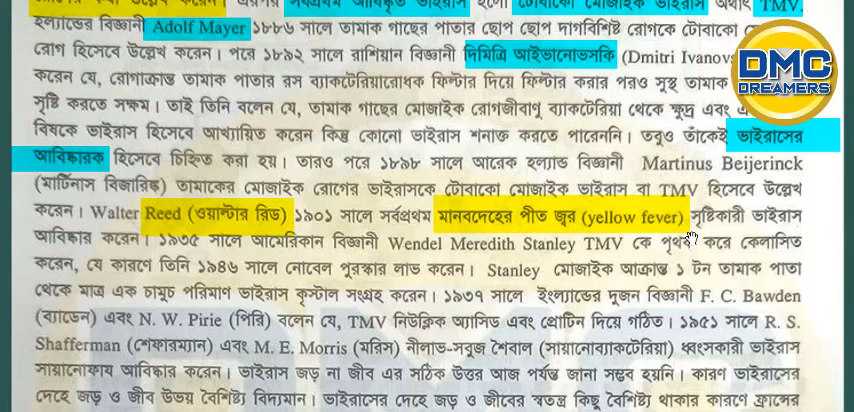 করেন। এরপর সর্বপ্রথম আবিষ্কৃত ভাইরাস হলো টোবাকো মোজাইক ভাইরাস অর্থাৎ TMV.
হল্যান্ডের বিজ্ঞানী Adolf Mayer ১৮৮৬ সালে তামাক গাছের পাতার ছোপ ছোপ দাগবিশিষ্ট রোগকে টোবাকো
রোগ হিসেবে উল্লেখ করেন। পরে ১৮৯২ সালে রাশিয়ান বিজ্ঞানী দিমিত্রি আইভানোভসকি (Dmitri Ivanovs
করেন যে, রোগাক্রান্ত তামাক পাতার রস ব্যাকটেরিয়ারোধক ফিল্টার দিয়ে ফিল্টার করার পরও সুস্থ তামাক
সৃষ্টি করতে সক্ষম। তাই তিনি বলেন যে, তামাক গাছের মোজাইক রোগজীবাণু ব্যাকটেরিয়া থেকে ক্ষুদ্র এবং
বিষকে ভাইরাস হিসেবে আখ্যায়িত করেন কিন্তু কোনো ভাইরাস শনাক্ত করতে পারেননি। তবুও তাঁকেই ভাইরাসের
আবিষ্কারক হিসেবে চিহ্নিত করা হয়। তারও পরে ১৮৯৮ সালে আরেক হল্যান্ড বিজ্ঞানী Martinus Beijerinck
(মার্টিনাস বিজারিঙ্ক) তামাকের মোজাইক রোগের ভাইরাসকে টোবাকো মোজাইক ভাইরাস বা TMV হিসেবে উল্লেখ
করেন। Walter Reed (ওয়াল্টার রিড) ১৯০১ সালে সর্বপ্রথম মানবদেহের পীত জ্বর (yellow fever) সৃষ্টিকারী ভাইরাস
আবিষ্কার করেন। ১৯৩৫ সালে আমেরিকান বিজ্ঞানী Wendel Meredith Stanley TMV কে পৃথক করে কেলাসিত
করেন, যে কারণে তিনি ১৯৪৬ সালে নোবেল পুরস্কার লাভ করেন। Stanley মোজাইক আক্রান্ত ১ টন তামাক পাতা
থেকে মাত্র এক চামুচ পরিমাণ ভাইরাস কৃস্টাল সংগ্রহ করেন। ১৯৩৭ সালে ইংল্যান্ডের দুজন বিজ্ঞানী F. C. Bawden
(ব্যাডেন) এবং N. W. Pirie (পিরি) বলেন যে, TMV নিউক্লিক অ্যাসিড এবং প্রোটিন দিয়ে গঠিত। ১৯৫১ সালে R. S.
Shafferman (শেফারম্যান) এবং M. E. Morris (মরিস) নীলাভ-সবুজ শৈবাল (সায়ানোব্যাকটেরিয়া) ধ্বংসকারী ভাইরাস
সায়ানোফায আবিষ্কার করেন। ভাইরাস জড় না জীব এর সঠিক উত্তর আজ পর্যন্ত জানা সম্ভব হয়নি। কারণ ভাইরাসের
দেহে জড় ও জীব উভয় বৈশিষ্ট্য বিদ্যমান। ভাইরাসের দেহে জড় ও জীবের স্বতন্ত্র কিছু বৈশিষ্ট্য থাকার কারণে ফ্রান্সের
DMC
DREAMERS